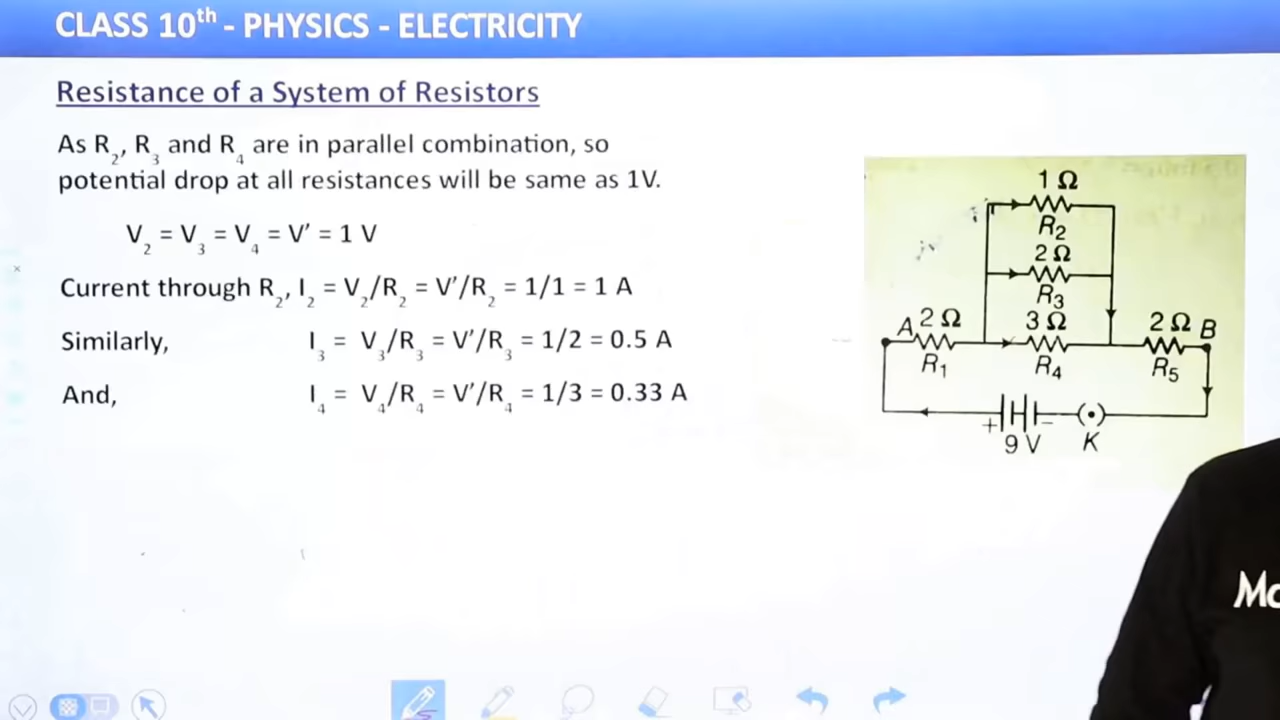 CLASS 10th - PHYSICS - ELECTRICITY
Resistance of a System of Resistors
As R₂, R₃ and R₄ are in parallel combination, so
potential drop at all resistances will be same as 1V.
V₂ = V₃ = V₄ = V' = 1 V
Current through R₂, I₂ = V₂/R₂ = V'/R₂ = 1/1 = 1 A
Similarly, I₃ = V₃/R₃ = V'/R₃ = 1/2 = 0.5 A
And, I₄ = V₄/R₄ = V'/R₄ = 1/3 = 0.33 A
1 Ω
R₂
2 Ω
R₃
A 2 Ω
R₁
3 Ω
R₄
2 Ω B
R₅
+ −
9 V K